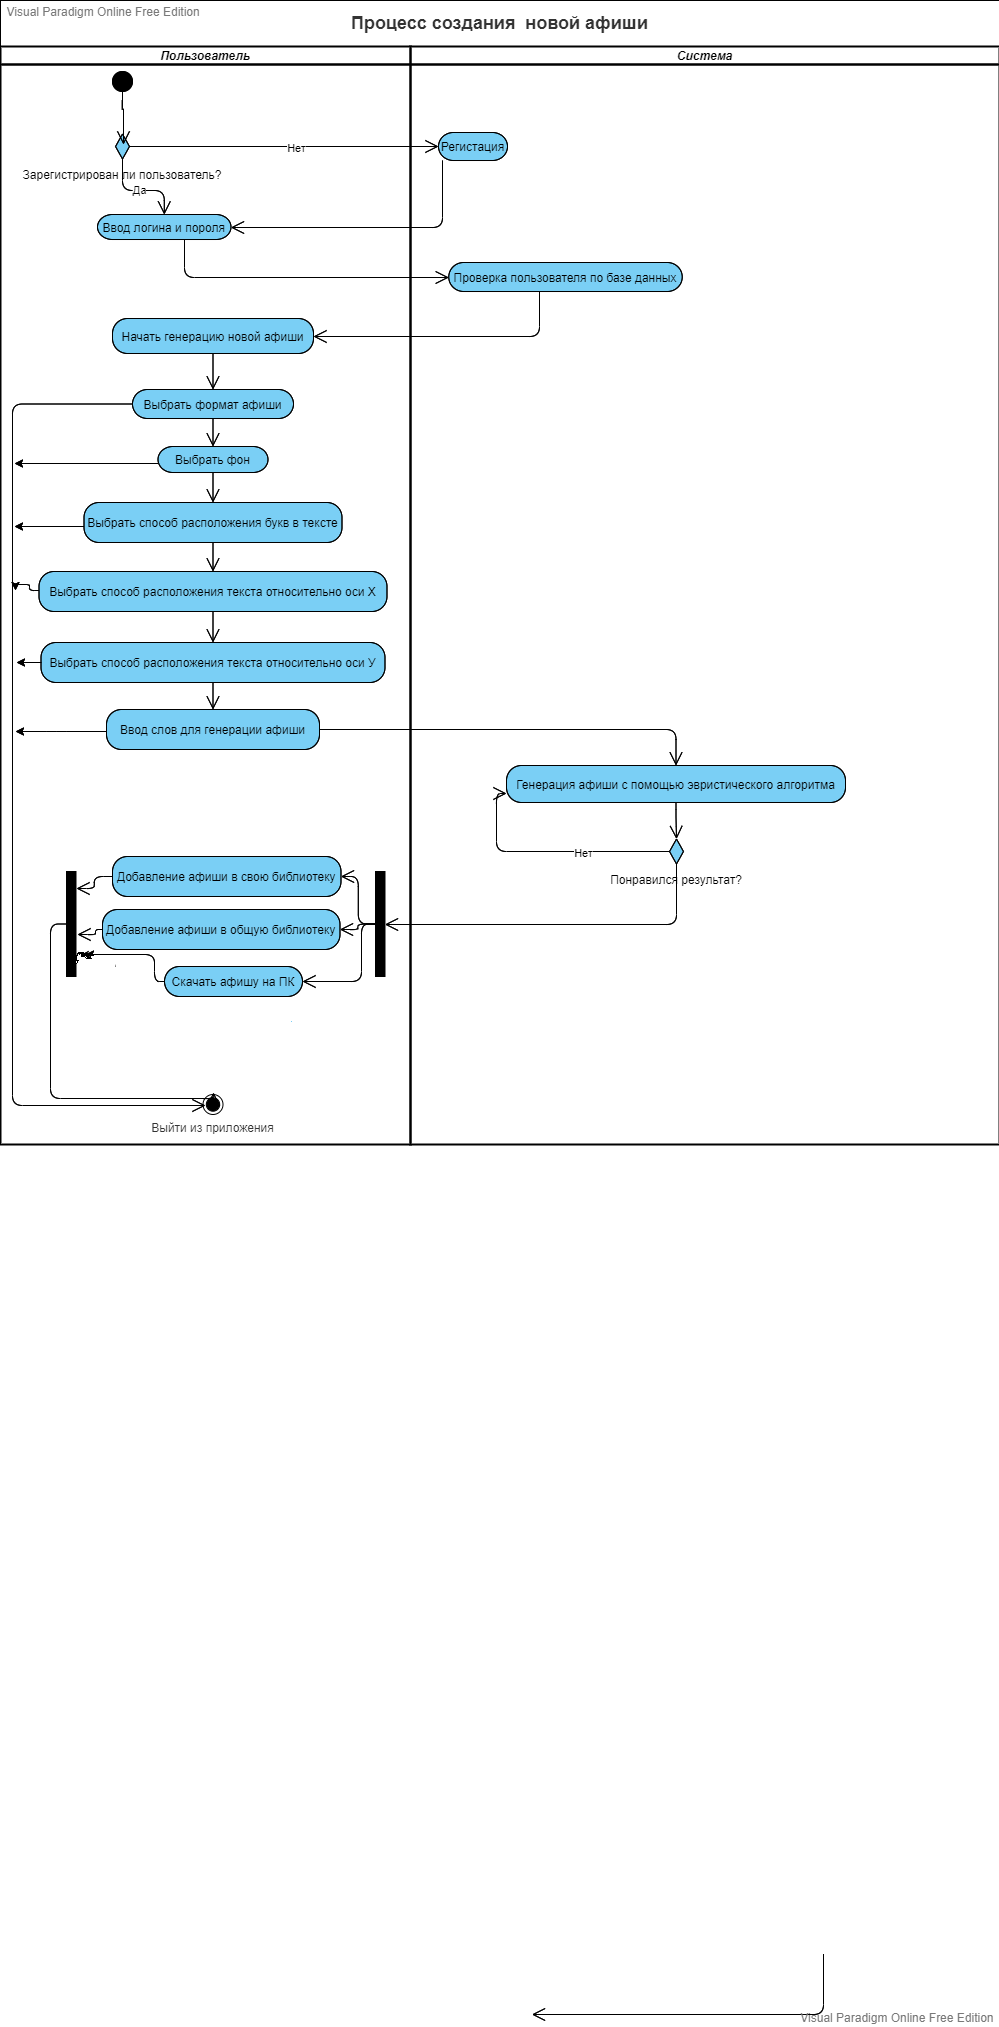 Visual Paradigm Online Free Edition
Процесс создания новой афиши
Пользователь
Система
Нет
Регистация
Зарегистрирован ли пользователь?
Да
Ввод логина и пороля
Проверка пользователя по базе данных
Начать генерацию новой афиши
Выбрать формат афиши
Выбрать фон
Выбрать способ расположения букв в тексте
Выбрать способ расположения текста относительно оси X
Выбрать способ расположения текста относительно оси У
Ввод слов для генерации афиши
Генерация афиши с помощью эвристического алгоритма
Нет
Понравился результат?
Добавление афиши в свою библиотеку
Добавление афиши в общую библиотеку
Скачать афишу на ПК
Выйти из приложения
Visual Paradigm Online Free Edition